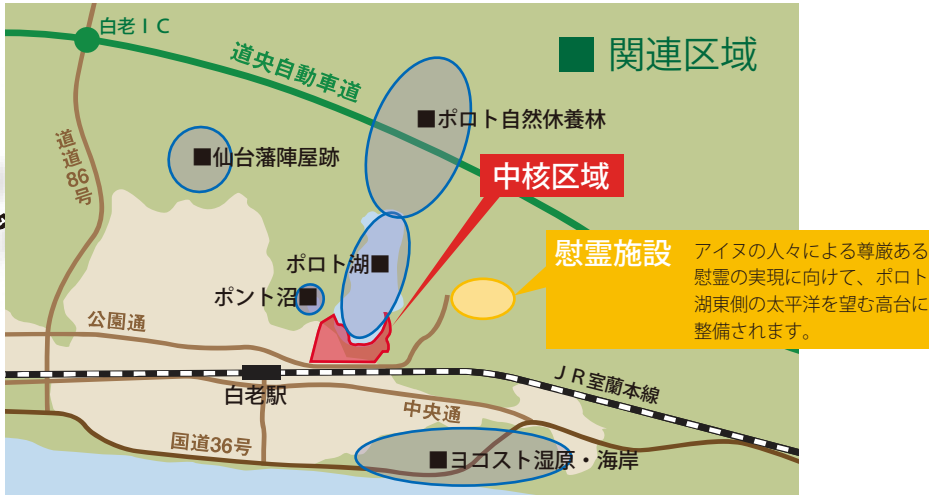 白老ＩＣ
道央自動車道
■ 関連区域
■ポロト自然休養林
道道86号
■仙台藩陣屋跡
中核区域
慰霊施設
アイヌの人々による尊厳ある
慰霊の実現に向けて、ポロト
湖東側の太平洋を望む高台に
整備されます。
ポロト湖■
ポント沼■
公園通
ＪＲ室蘭本線
白老駅
中央通
国道36号
■ヨコスト湿原・海岸